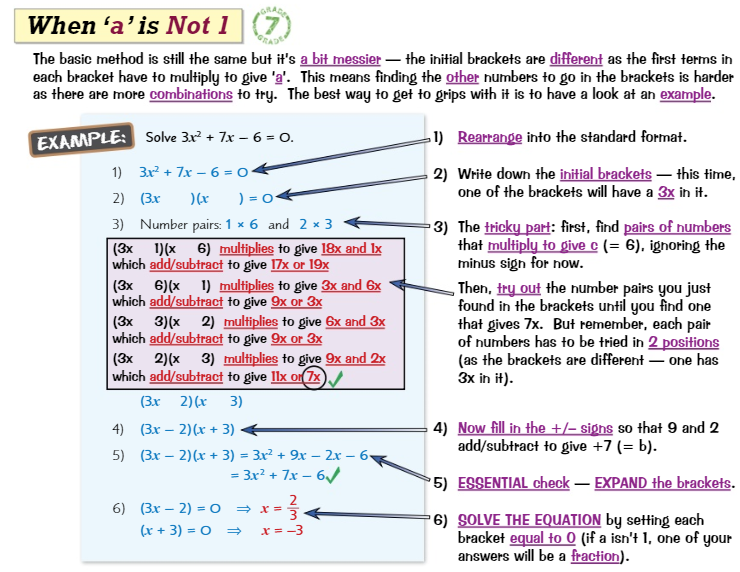 When ‘a’ is Not 1
GRADE
7
GRADE
The basic method is still the same but it's a bit messier — the initial brackets are different as the first terms in
each bracket have to multiply to give 'a'. This means finding the other numbers to go in the brackets is harder
as there are more combinations to try. The best way to get to grips with it is to have a look at an example.
EXAMPLE:
Solve 3x² + 7x – 6 = 0.
1) 3x² + 7x – 6 = 0
2) (3x )(x ) = 0
3) Number pairs: 1 × 6 and 2 × 3
(3x 1)(x 6) multiplies to give 18x and 1x
which add/subtract to give 17x or 19x
(3x 6)(x 1) multiplies to give 3x and 6x
which add/subtract to give 9x or 3x
(3x 3)(x 2) multiplies to give 6x and 3x
which add/subtract to give 9x or 3x
(3x 2)(x 3) multiplies to give 9x and 2x
which add/subtract to give 11x or 7x ✓
(3x 2)(x 3)
4) (3x – 2)(x + 3)
5) (3x – 2)(x + 3) = 3x² + 9x – 2x – 6
= 3x² + 7x – 6 ✓
6) (3x – 2) = 0 ⇒ x = 2/3
(x + 3) = 0 ⇒ x = –3
1) Rearrange into the standard format.
2) Write down the initial brackets — this time,
one of the brackets will have a 3x in it.
3) The tricky part: first, find pairs of numbers
that multiply to give c (= 6), ignoring the
minus sign for now.
Then, try out the number pairs you just
found in the brackets until you find one
that gives 7x. But remember, each pair
of numbers has to be tried in 2 positions
(as the brackets are different — one has
3x in it).
4) Now fill in the +/– signs so that 9 and 2
add/subtract to give +7 (= b).
5) ESSENTIAL check — EXPAND the brackets.
6) SOLVE THE EQUATION by setting each
bracket equal to 0 (if a isn't 1, one of your
answers will be a fraction).